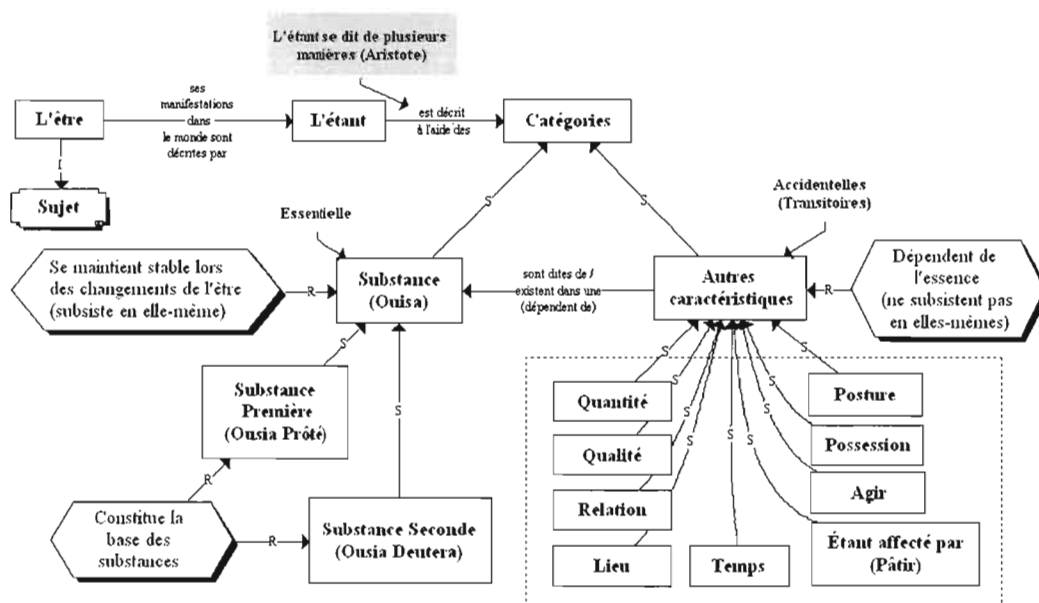 L'étant se dit de plusieurs
manières (Aristote)
L'être
ses
manifestations
dans
le monde sont
décrites par
L'étant
est décrit
à l'aide des
Catégories
I
Sujet
S
S
Essentielle
Accidentelles
(Transitoires)
Se maintient stable lors
des changements de l'être
(subsiste en elle-même)
R
Substance
(Ouisa)
sont dites de /
existent dans une
(dépendent de)
Autres
caractéristiques
R
Dépendent de
l'essence
(ne subsistent pas
en elles-mêmes)
S
S
Substance
Première
(Ousia Prôté)
R
Constitue la
base des
substances
R
Substance Seconde
(Ousia Deutera)
S
S
S
S
S
S
S
S
S
Quantité
Qualité
Relation
Lieu
Temps
Posture
Possession
Agir
Étant affecté par
(Pâtir)